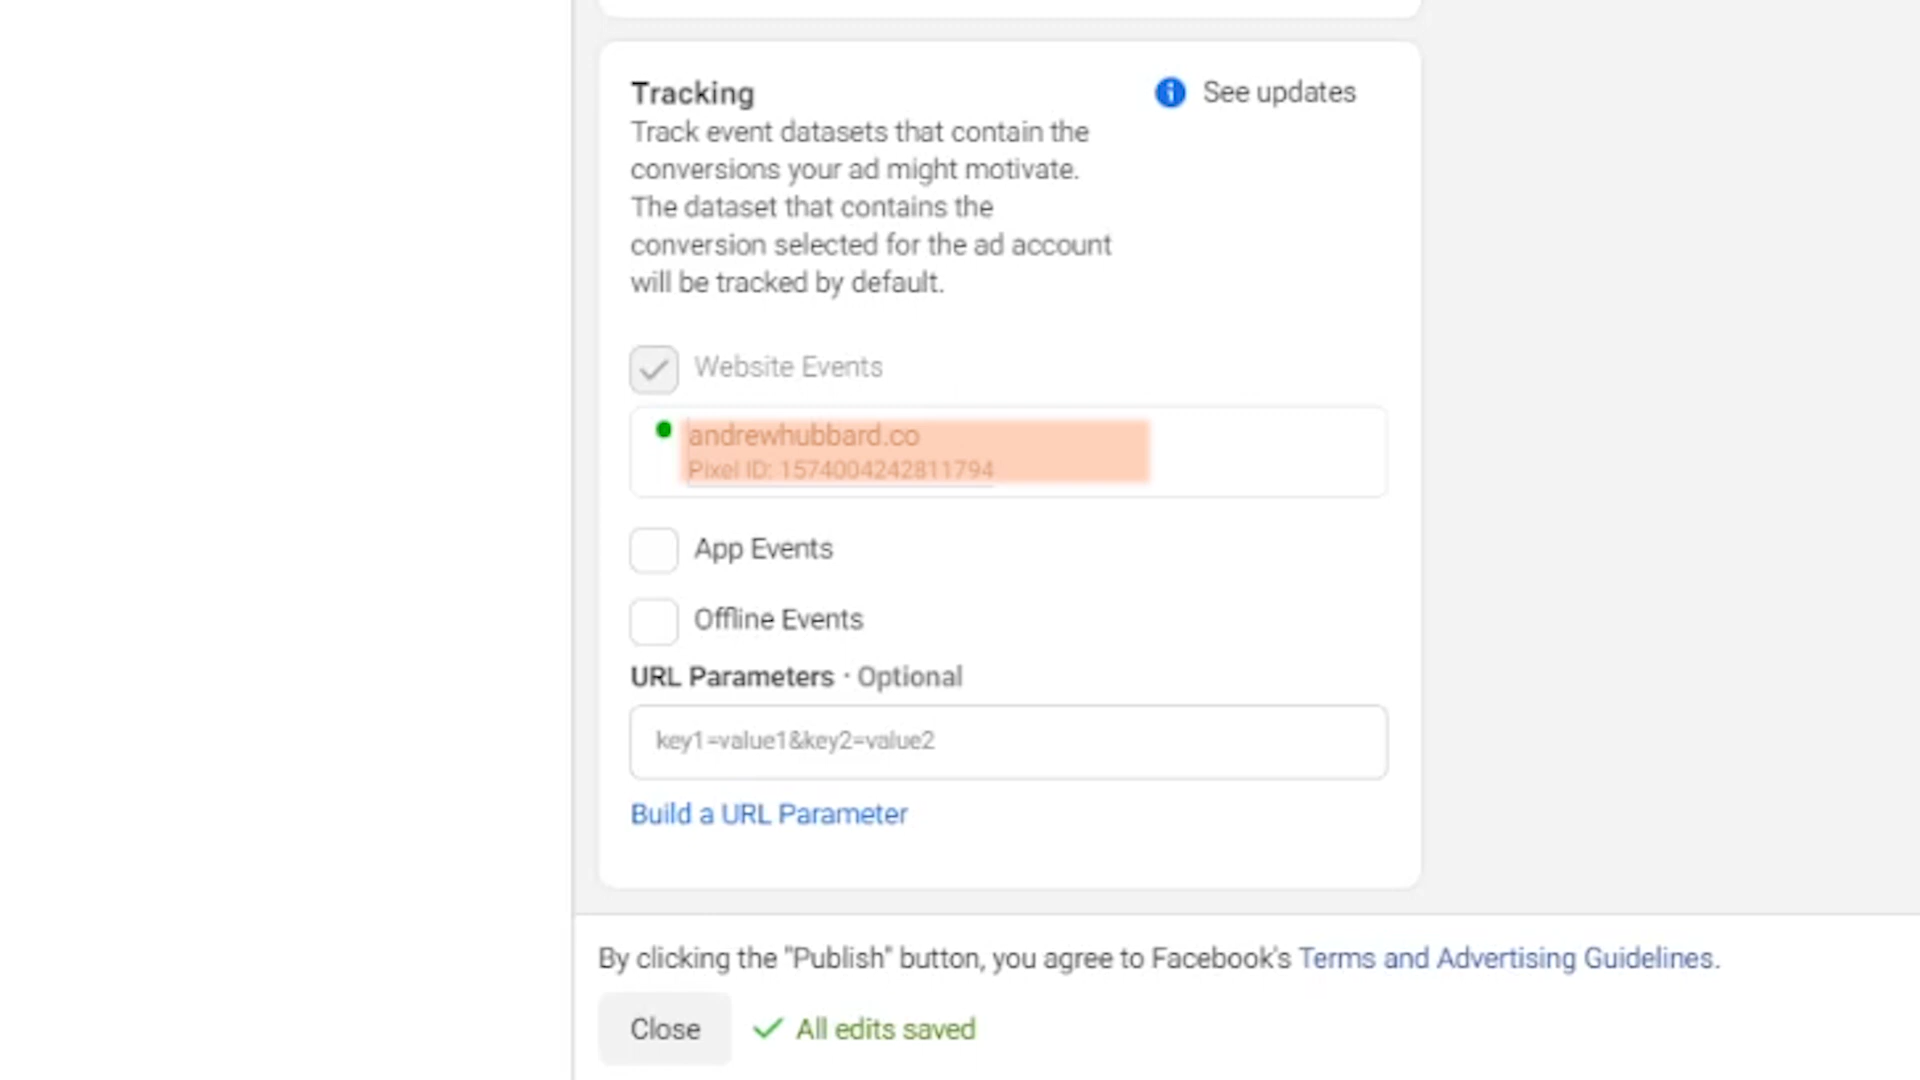 Tracking
See updates
Track event datasets that contain the
conversions your ad might motivate.
The dataset that contains the
conversion selected for the ad account
will be tracked by default.
Website Events
andrewhubbard.co
Pixel ID: 1574004242811794
App Events
Offline Events
URL Parameters · Optional
key1=value1&key2=value2
Build a URL Parameter
By clicking the "Publish" button, you agree to Facebook's Terms and Advertising Guidelines.
Close
All edits saved